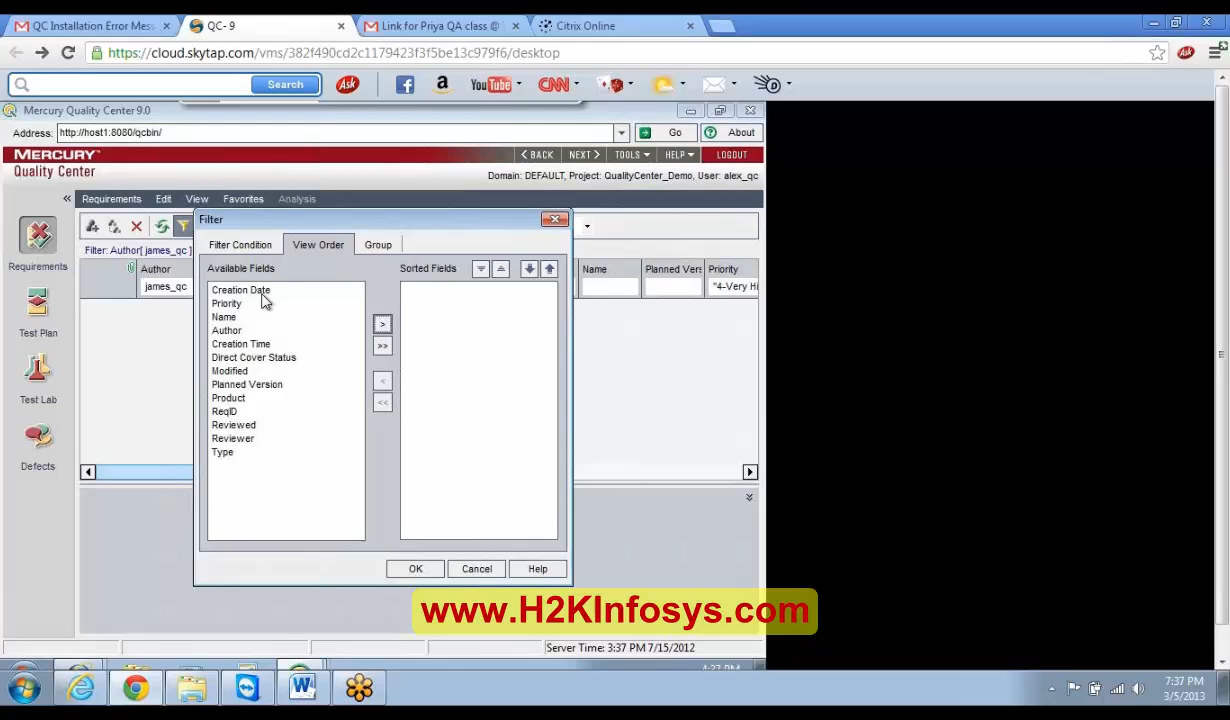 QC Installation Error Mess
QC- 9
Link for Priya QA class @
Citrix Online
https://cloud.skytap.com/vms/382f490cd2c1179423f3f5be13c979f6/desktop
Search
Ask
YouTube
CNN
Mercury Quality Center 9.0
Address: http://host1:8080/qcbin/
Go
About
MERCURY
BACK NEXT TOOLS HELP LOGOUT
Quality Center
Domain: DEFAULT, Project: QualityCenter_Demo, User: alex_qc
Requirements Edit View Favorites Analysis
Filter
Filter: Author[ james_qc ]
Filter Condition View Order Group
Requirements
Author
Available Fields
Sorted Fields
Name
Planned Vers
Priority
james_qc
"4-Very Hi
Creation Date
Priority
Name
Author
Creation Time
Direct Cover Status
Modified
Planned Version
Product
ReqID
Reviewed
Reviewer
Type
>
>>
<
<<
Test Plan
Test Lab
Defects
OK Cancel Help
www.H2KInfosys.com
Server Time: 3:37 PM 7/15/2012
7:37 PM
3/5/2013